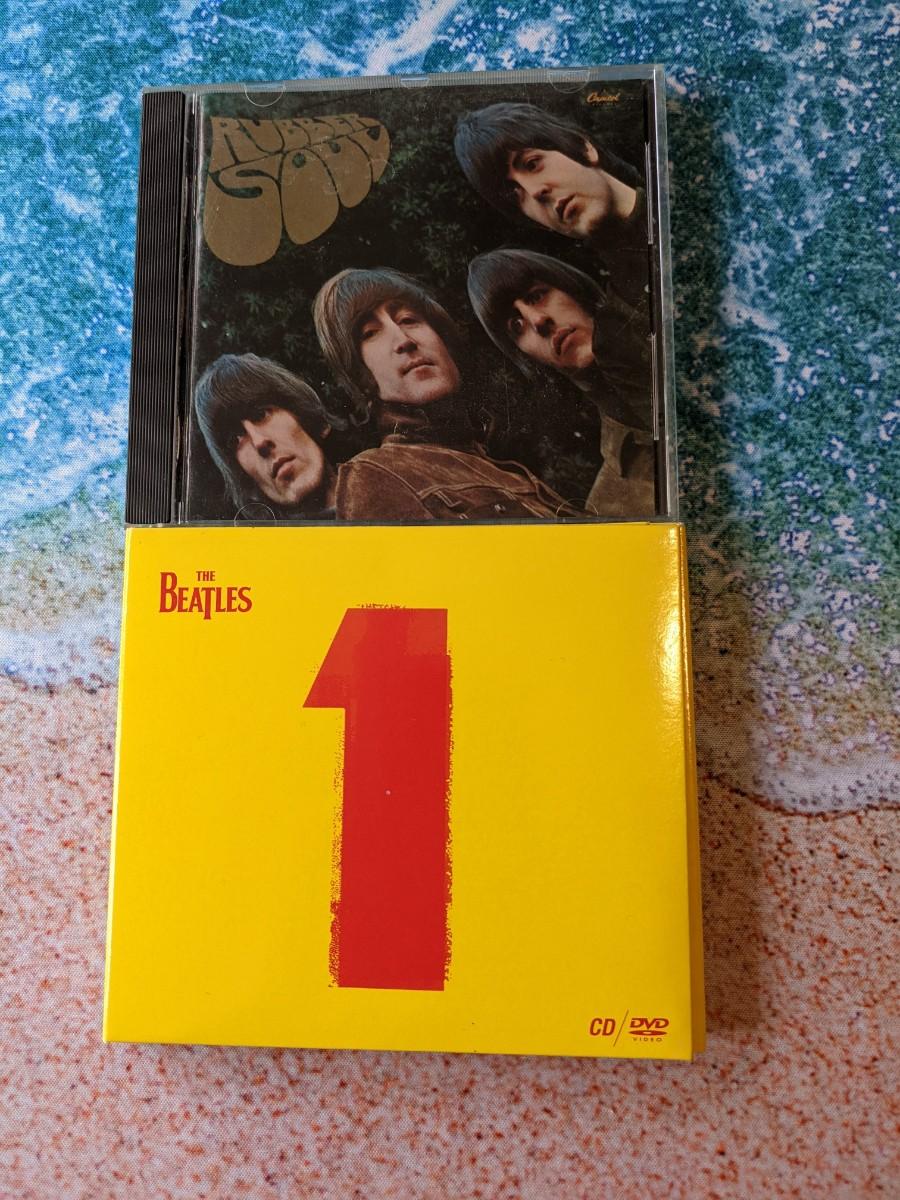 RUBBER
SOUL
Capitol
THE
BEATLES
1
CD/DVD
VIDEO